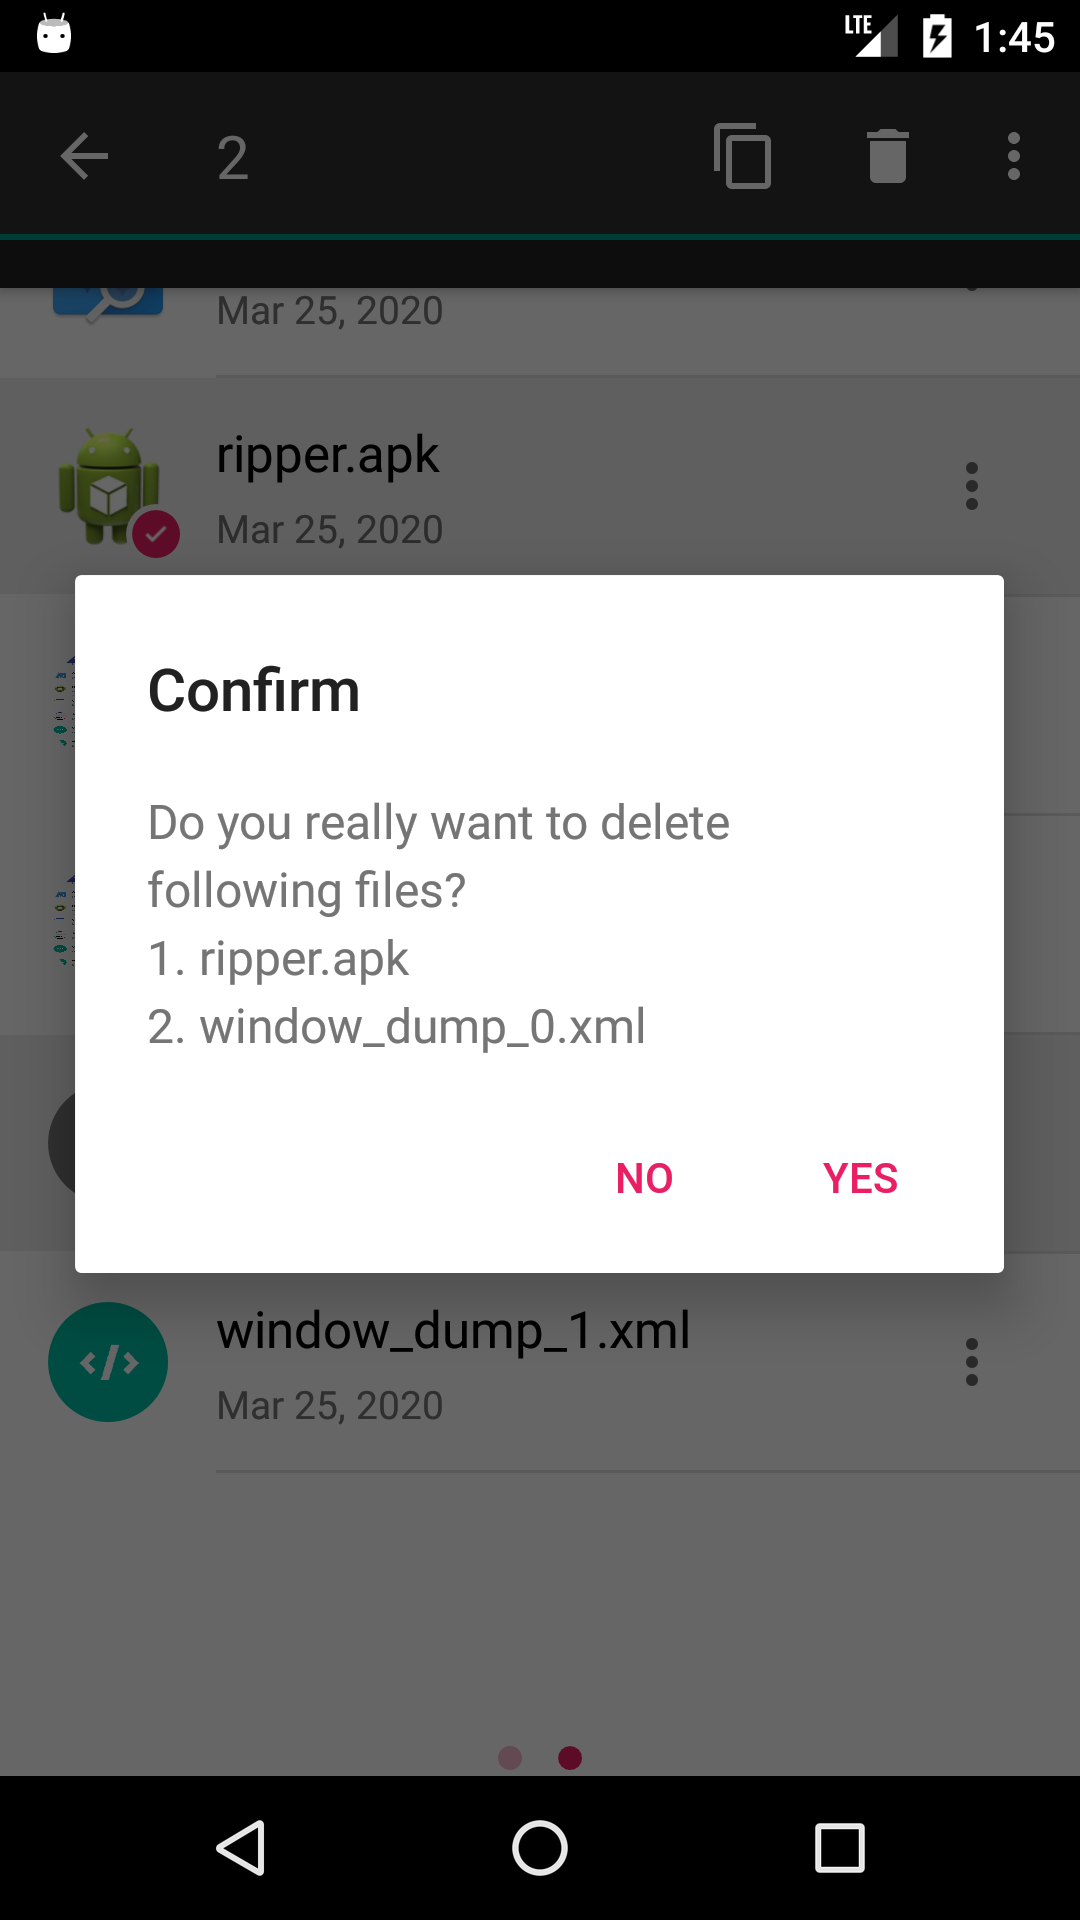 LTE 1:45
2
Mar 25, 2020
ripper.apk
Mar 25, 2020
Confirm
Do you really want to delete
following files?
1. ripper.apk
2. window_dump_0.xml
NO YES
window_dump_1.xml
Mar 25, 2020